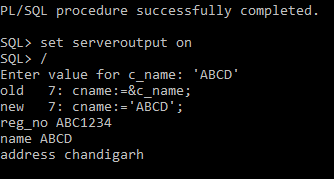 PL/SQL procedure successfully completed.
SQL> set serveroutput on
SQL> /
Enter value for c_name: 'ABCD'
old   7: cname:=&c_name;
new   7: cname:='ABCD';
reg_no ABC1234
name ABCD
address chandigarh